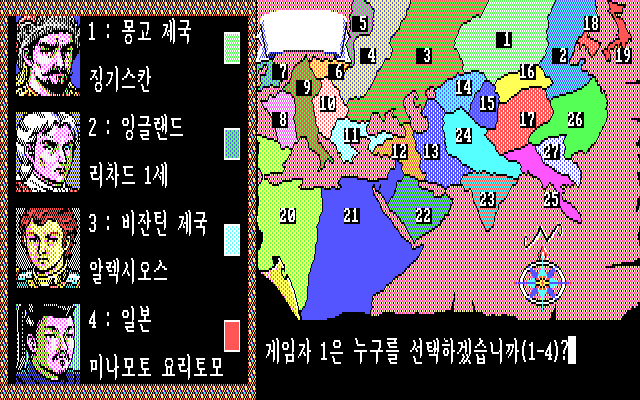 1 : 몽고 제국
징기스칸
2 : 잉글랜드
리차드 1세
3 : 비잔틴 제국
알렉시오스
4 : 일본
미나모토 요리토모
5
18
1
4
3
2
19
7
6
16
9
14
10
15
8
17
26
11
24
12
13
27
23
25
20
21
22
N
게임자 1은 누구를 선택하겠습니까(1-4)?